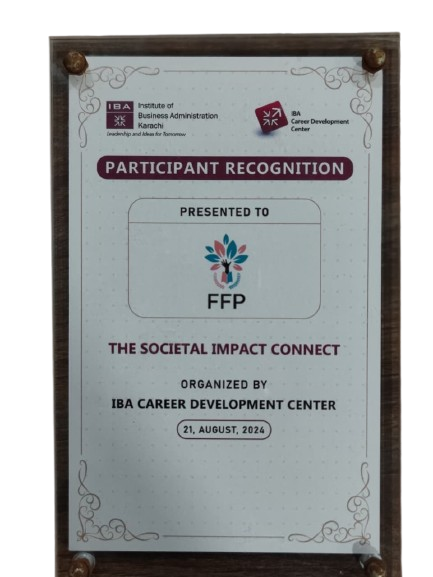 IBA
Institute of
Business Administration
Karachi
Leadership and Ideas for Tomorrow
IBA
Career Development
Center
PARTICIPANT RECOGNITION
PRESENTED TO
FFP
THE SOCIETAL IMPACT CONNECT
ORGANIZED BY
IBA CAREER DEVELOPMENT CENTER
21, AUGUST, 2024